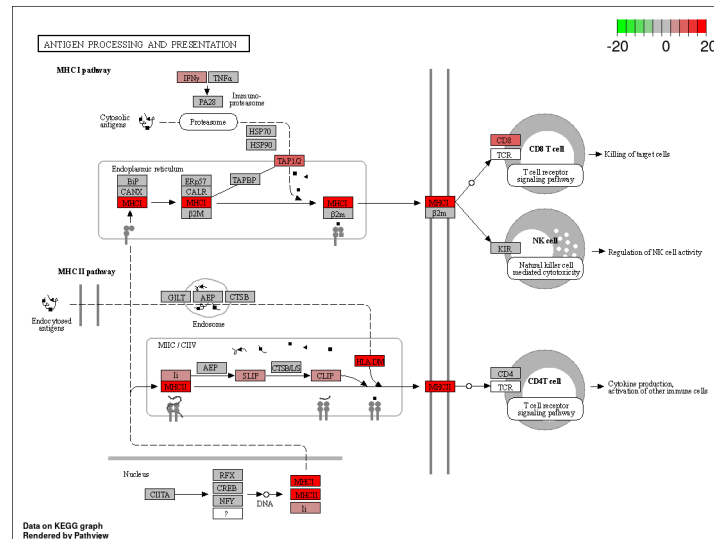 -20 0 20
ANTIGEN PROCESSING AND PRESENTATION
MHC I pathway
IFNγ TNFα
PA28 Immuno-
proteasome
Cytosolic
antigens
Proteasome
HSP70
HSP90
TAP1/2
Endoplasmic reticulum
BiP
CANX
MHCI
ERp57
CALR
MHCI
β2M
TAPBP
MHCI
β2m
MHCI
β2m
CD8
TCR
CD8 T cell
T cell receptor
signaling pathway
Killing of target cells
KIR
NK cell
Natural killer cell
mediated cytotoxicity
Regulation of NK cell activity
MHC II pathway
Endocytosed
antigens
GILT AEP CTSB
Endosome
MIIC / CIIV
Ii
MHCII
AEP
SLIP
CTSB/L/S
CLIP
HLA-DM
MHCII
CD4
TCR
CD4 T cell
T cell receptor
signaling pathway
Cytokine production,
activation of other immune cells
Nucleus
CIITA
RFX
CREB
NFY
?
DNA
MHCI
MHCII
Ii
Data on KEGG graph
Rendered by Pathview